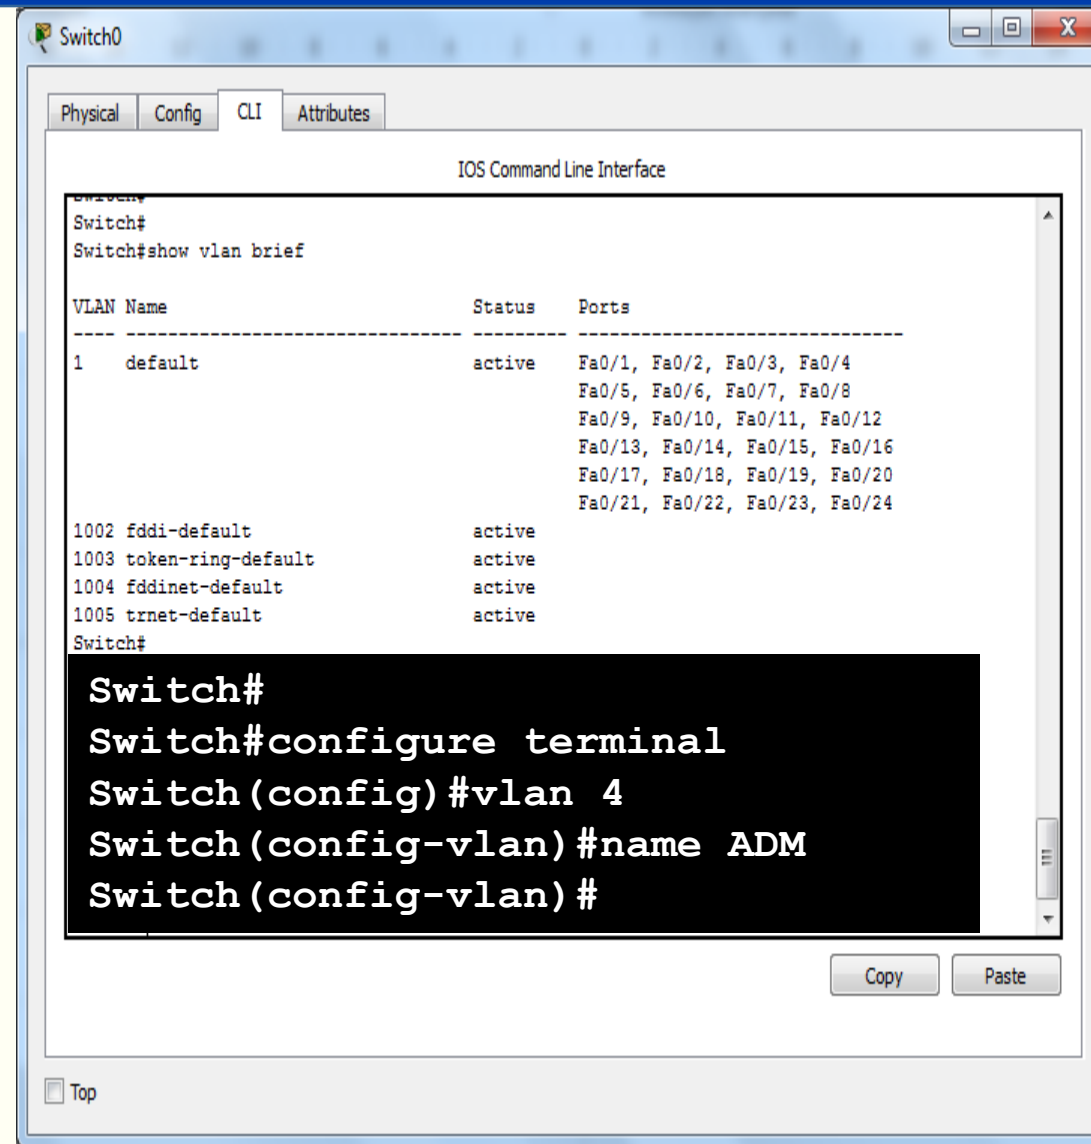 Switch0
Physical Config CLI Attributes
IOS Command Line Interface
Switch#
Switch#
Switch#show vlan brief
VLAN Name Status Ports
---- -------------------------------- --------- -------------------------------
1 default active Fa0/1, Fa0/2, Fa0/3, Fa0/4
Fa0/5, Fa0/6, Fa0/7, Fa0/8
Fa0/9, Fa0/10, Fa0/11, Fa0/12
Fa0/13, Fa0/14, Fa0/15, Fa0/16
Fa0/17, Fa0/18, Fa0/19, Fa0/20
Fa0/21, Fa0/22, Fa0/23, Fa0/24
1002 fddi-default active
1003 token-ring-default active
1004 fddinet-default active
1005 trnet-default active
Switch#
Switch#
Switch#configure terminal
Switch(config)#vlan 4
Switch(config-vlan)#name ADM
Switch(config-vlan)#
Copy Paste
Top